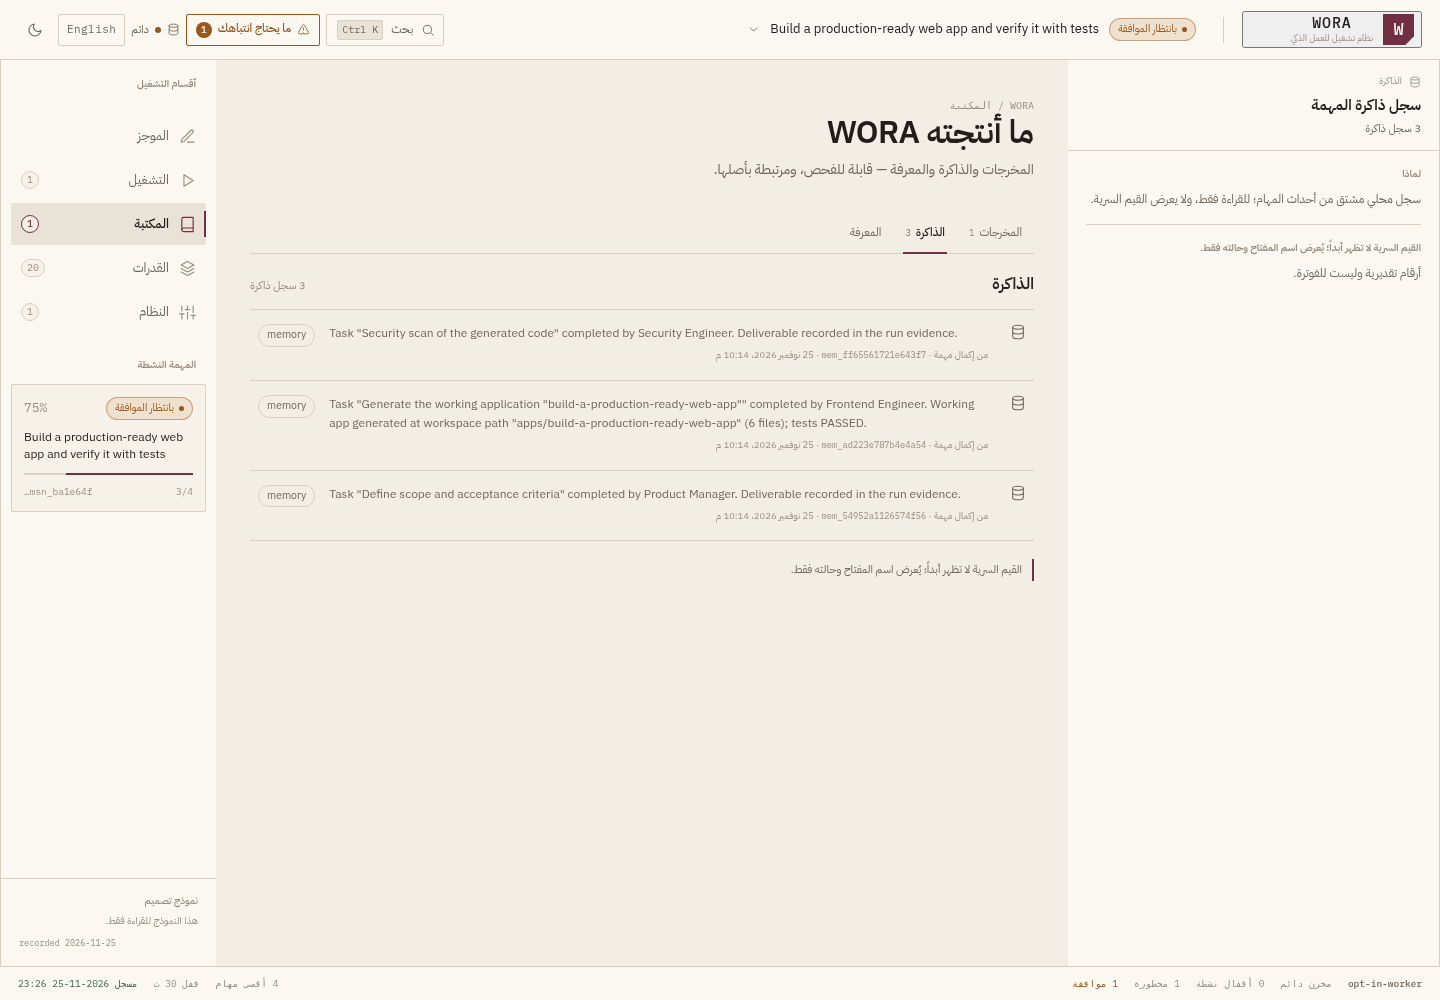 WORA
نظام تشغيل للعمل الذكي
بانتظار الموافقة
Build a production-ready web app and verify it with tests
بحث
Ctrl K
ما يحتاج انتباهك 1
دائم
English
الذاكرة
سجل ذاكرة المهمة
3 سجل ذاكرة
لماذا
سجل محلي مشتق من أحداث المهام؛ للقراءة فقط، ولا يعرض القيم السرية.
القيم السرية لا تظهر أبداً؛ يُعرض اسم المفتاح وحالته فقط.
أرقام تقديرية وليست للفوترة.
WORA / المكتبة
ما أنتجته WORA
المخرجات والذاكرة والمعرفة — قابلة للفحص، ومرتبطة بأصلها.
المخرجات 1
الذاكرة 3
المعرفة
الذاكرة
3 سجل ذاكرة
Task "Security scan of the generated code" completed by Security Engineer. Deliverable recorded in the run evidence.
memory
من إكمال مهمة · mem_ff65561721e643f7 · 25 نوفمبر 2026، 10:14 م
Task "Generate the working application "build-a-production-ready-web-app"" completed by Frontend Engineer. Working
app generated at workspace path "apps/build-a-production-ready-web-app" (6 files); tests PASSED.
memory
من إكمال مهمة · mem_ad223e787b4e4a54 · 25 نوفمبر 2026، 10:14 م
Task "Define scope and acceptance criteria" completed by Product Manager. Deliverable recorded in the run evidence.
memory
من إكمال مهمة · mem_54952a1126574f56 · 25 نوفمبر 2026، 10:14 م
القيم السرية لا تظهر أبداً؛ يُعرض اسم المفتاح وحالته فقط.
أقسام التشغيل
الموجز
التشغيل 1
المكتبة 1
القدرات 20
النظام 1
المهمة النشطة
بانتظار الموافقة
75%
Build a production-ready web
app and verify it with tests
3/4
…msn_ba1e64f
نموذج تصميم
هذا النموذج للقراءة فقط.
recorded 2026-11-25
opt-in-worker
مخزن دائم
0 أقفال نشطة
1 محظورة
1 موافقة
4 أقصى مهام
قفل 30 ث
مسجل 2026-11-25 23:26